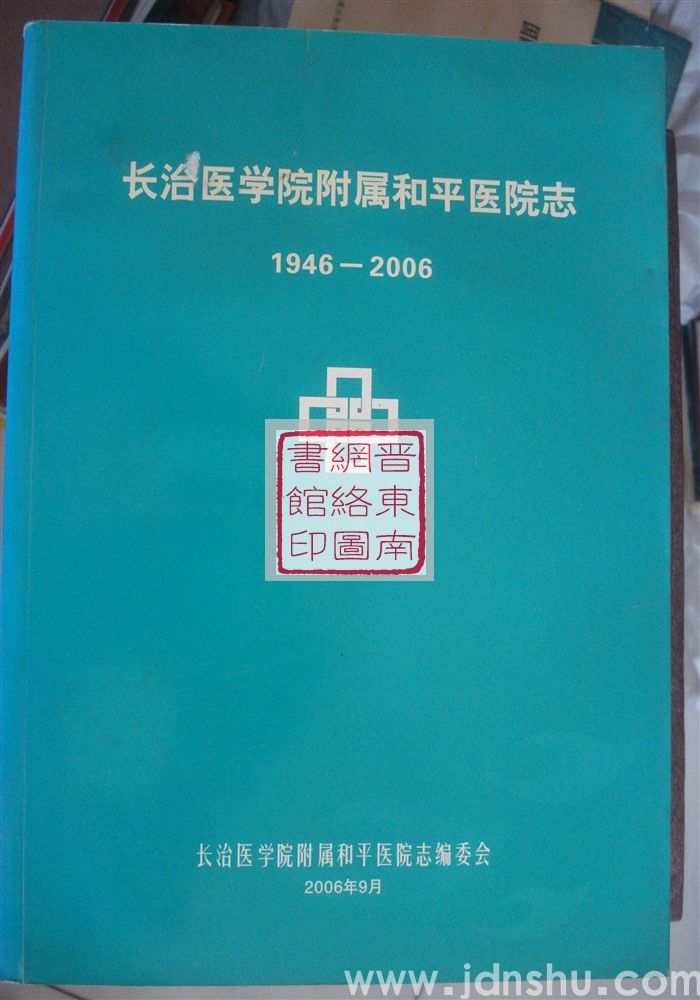 长治医学院附属和平医院志
1946－2006
晋東南
網絡圖
書館印
长治医学院附属和平医院志编委会
2006年9月
www.jdnshu.com